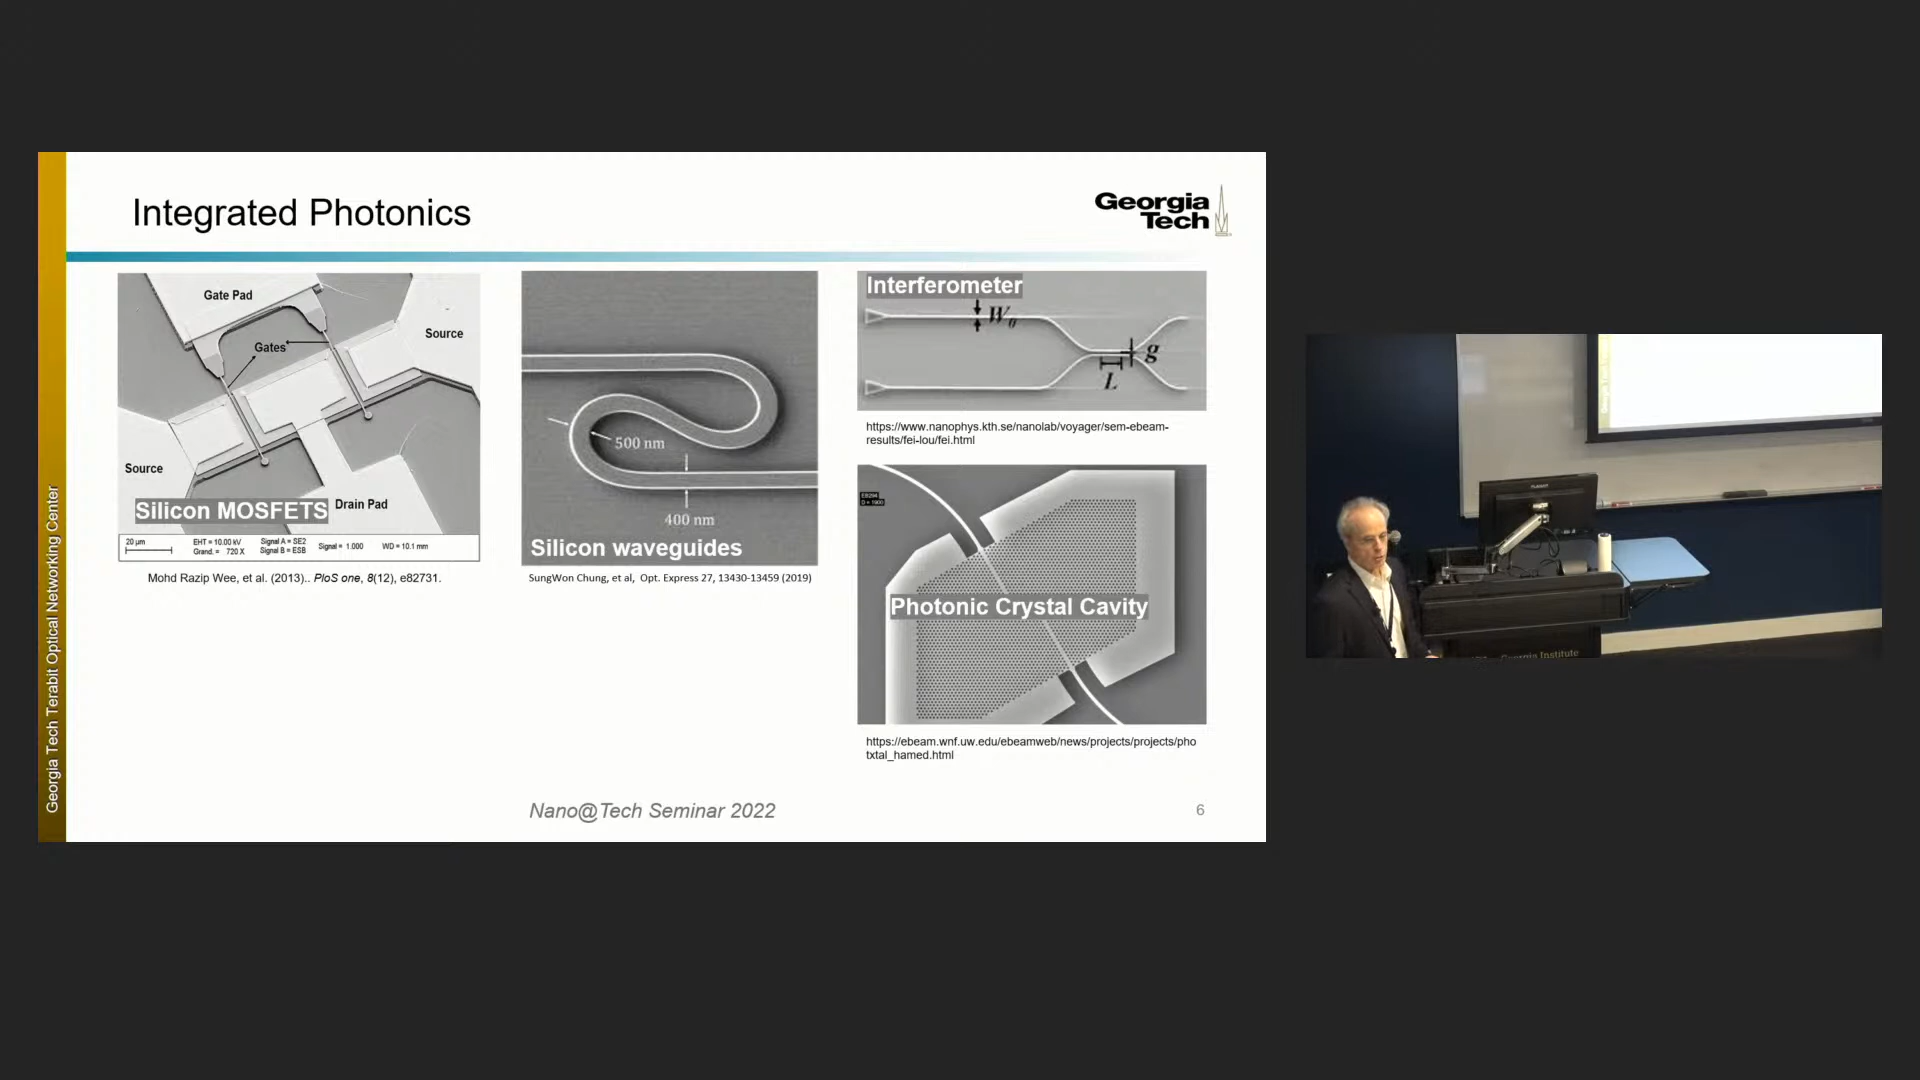 Integrated Photonics
Georgia
Tech
Gate Pad
Gates
Source
Source
Silicon MOSFETS
Drain Pad
20 µm
EHT = 10.00 kV
Signal A = SE2
Signal = 1.000
WD = 10.1 mm
Grand. = 720 X
Signal B = ESB
Mohd Razip Wee, et al. (2013).. PloS one, 8(12), e82731.
500 nm
400 nm
Silicon waveguides
SungWon Chung, et al, Opt. Express 27, 13430-13459 (2019)
Interferometer
W0
g
L
https://www.nanophys.kth.se/nanolab/voyager/sem-ebeam-
results/fei-lou/fei.html
Photonic Crystal Cavity
https://ebeam.wnf.uw.edu/ebeamweb/news/projects/projects/pho
txtal_hamed.html
Georgia Tech Terabit Optical Networking Center
Nano@Tech Seminar 2022
6
Georgia Institute